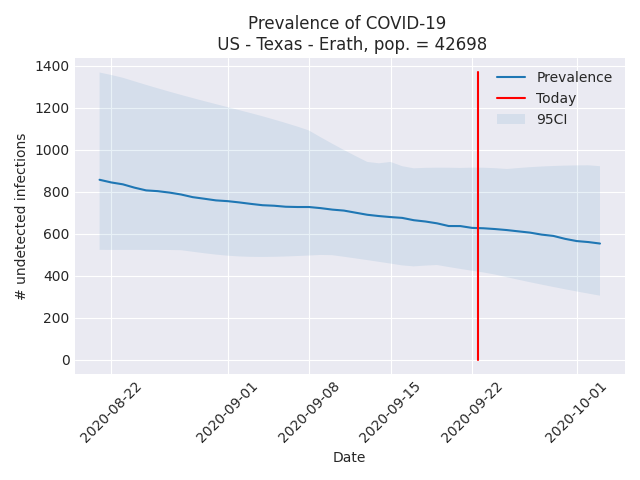 Prevalence of COVID-19
US - Texas - Erath, pop. = 42698
1400
1200
1000
800
600
400
200
0
# undetected infections
Prevalence
Today
95CI
2020-08-22
2020-09-01
2020-09-08
2020-09-15
2020-09-22
2020-10-01
Date